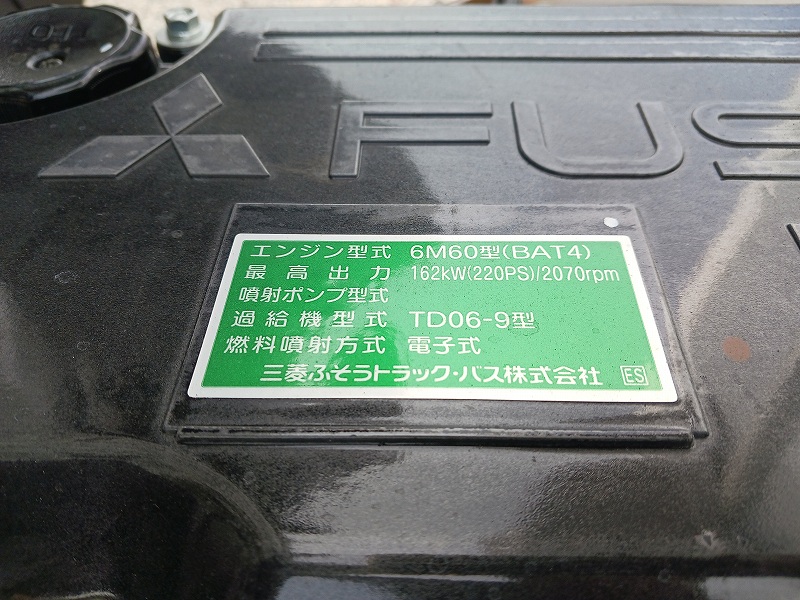 FUS
エンジン型式 6M60型(BAT4)
最高出力 162kW(220PS)/2070rpm
噴射ポンプ型式
過給機型式 TD06-9型
燃料噴射方式 電子式
三菱ふそうトラック・バス株式会社 ES